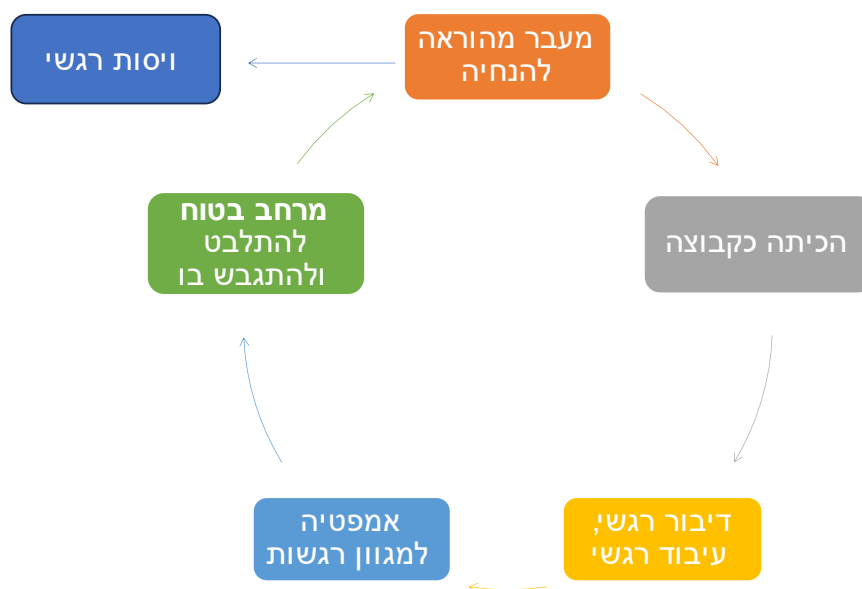 מעבר מהוראה
להנחיה
ויסות רגשי
הכיתה כקבוצה
דיבור רגשי,
עיבוד רגשי
אמפטיה
למגוון רגשות
מרחב בטוח
להתלבט
ולהתגבש בו